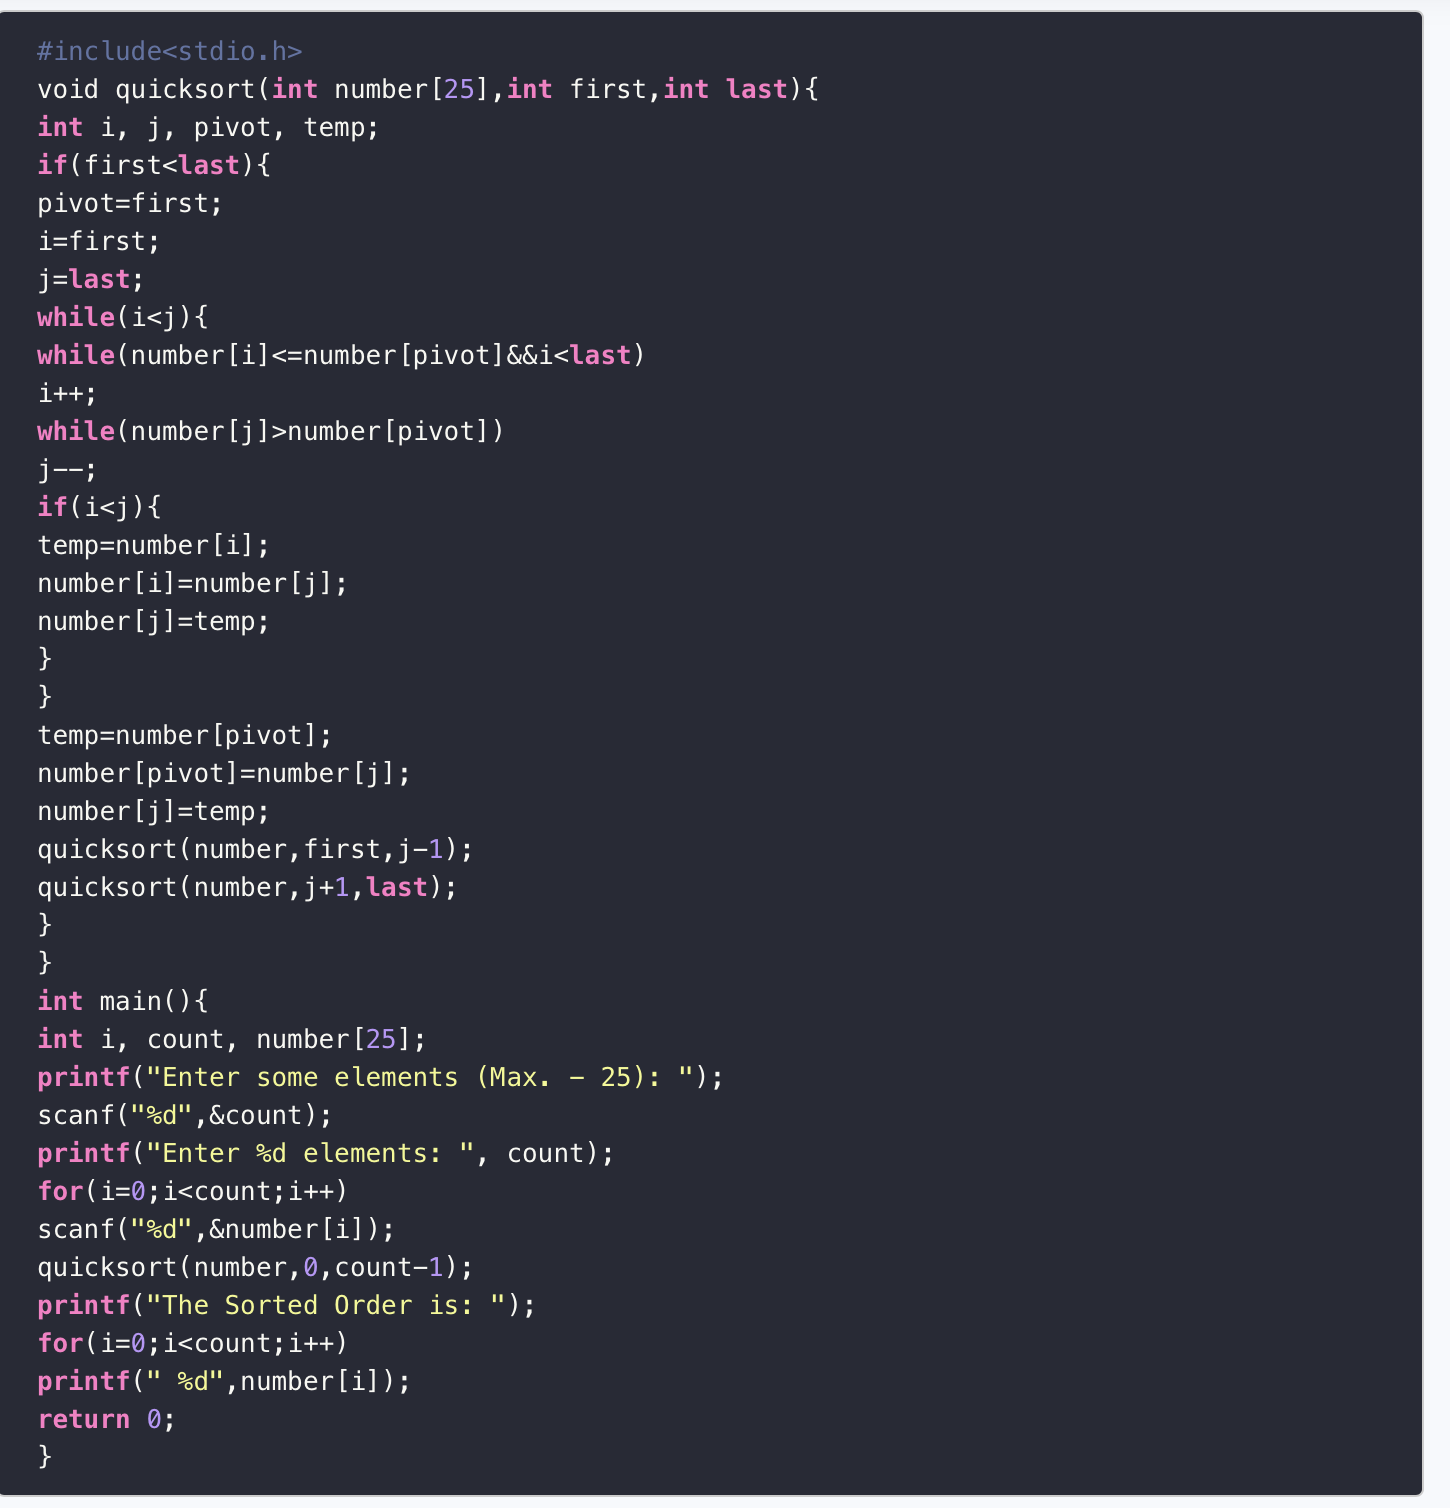 #include<stdio.h>
void quicksort(int number[25],int first,int last){
int i, j, pivot, temp;
if(first<last){
pivot=first;
i=first;
j=last;
while(i<j){
while(number[i]<=number[pivot]&&i<last)
i++;
while(number[j]>number[pivot])
j--;
if(i<j){
temp=number[i];
number[i]=number[j];
number[j]=temp;
}
}
temp=number[pivot];
number[pivot]=number[j];
number[j]=temp;
quicksort(number,first,j-1);
quicksort(number,j+1,last);
}
}
int main(){
int i, count, number[25];
printf("Enter some elements (Max. - 25): ");
scanf("%d",&count);
printf("Enter %d elements: ", count);
for(i=0;i<count;i++)
scanf("%d",&number[i]);
quicksort(number,0,count-1);
printf("The Sorted Order is: ");
for(i=0;i<count;i++)
printf(" %d",number[i]);
return 0;
}